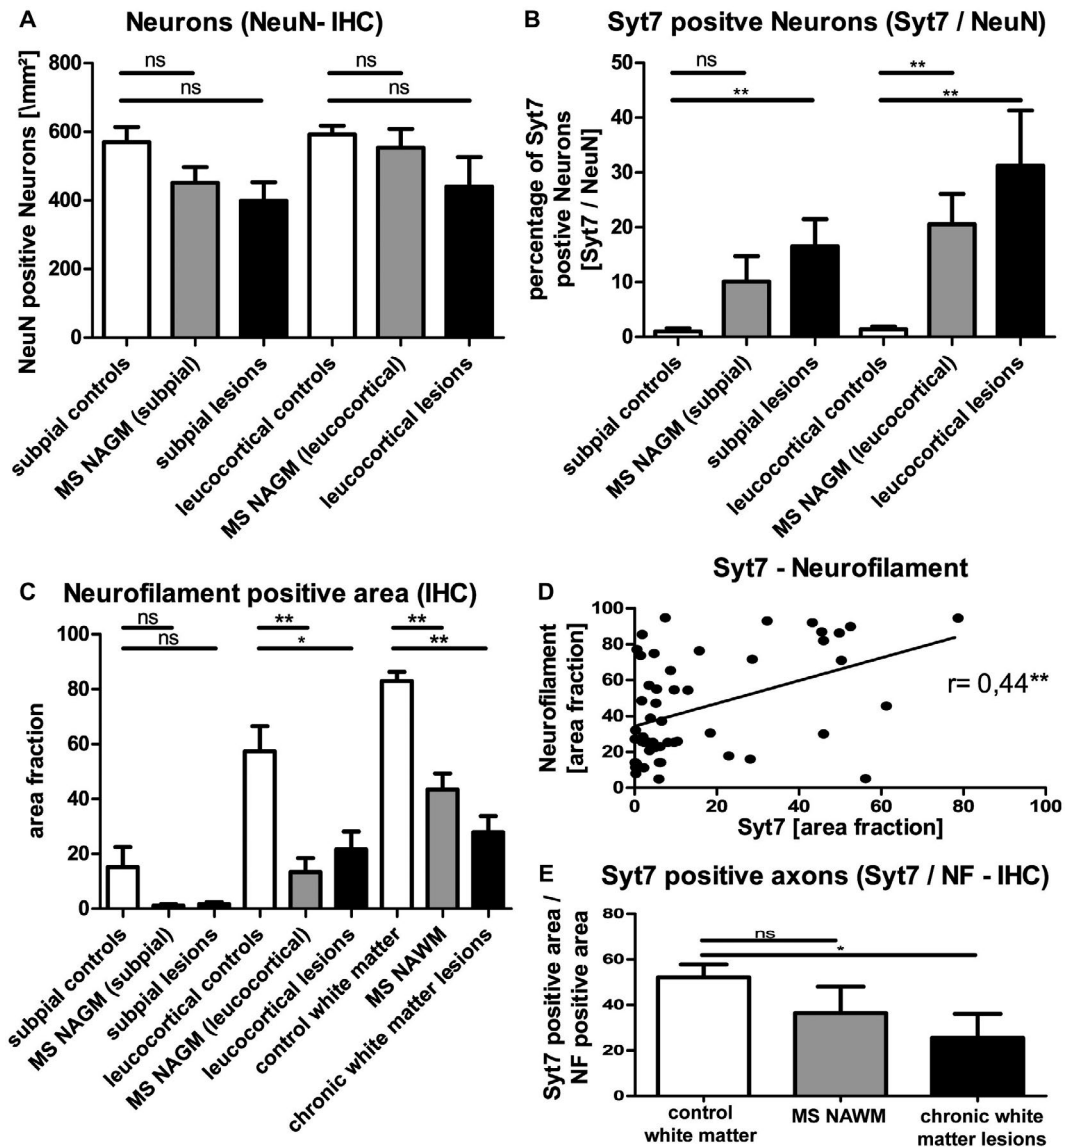 A
Neurons (NeuN- IHC)
NeuN positive Neurons [\mm²]
800
600
400
200
0
ns
ns
ns
ns
subpial controls
MS NAGM (subpial)
subpial lesions
leucocortical controls
MS NAGM (leucocortical)
leucocortical lesions
B
Syt7 positve Neurons (Syt7 / NeuN)
percentage of Syt7
postive Neurons
[Syt7 / NeuN]
50
40
30
20
10
0
ns
**
**
**
subpial controls
MS NAGM (subpial)
subpial lesions
leucocortical controls
MS NAGM (leucocortical)
leucocortical lesions
C
Neurofilament positive area (IHC)
area fraction
100
80
60
40
20
0
ns
ns
**
*
**
**
subpial controls
MS NAGM (subpial)
subpial lesions
leucocortical controls
MS NAGM (leucocortical)
leucocortical lesions
control white matter
MS NAWM
chronic white matter lesions
D
Syt7 - Neurofilament
Neurofilament
[area fraction]
100
80
60
40
20
0
r= 0,44**
0 20 40 60 80 100
Syt7 [area fraction]
E
Syt7 positive axons (Syt7 / NF - IHC)
Syt7 positive area /
NF positive area
80
60
40
20
0
ns
*
control
white matter
MS NAWM
chronic white
matter lesions